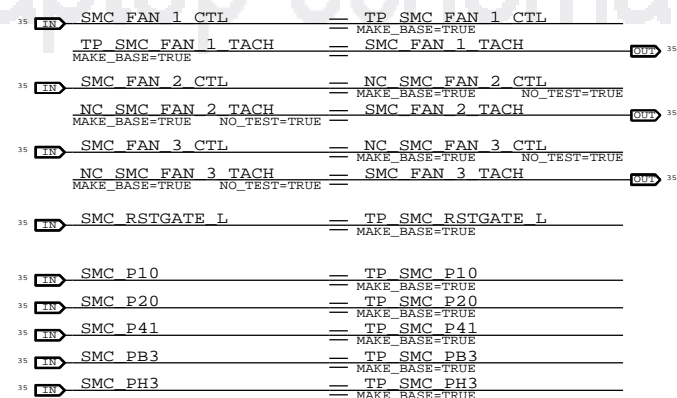 35 IN SMC_FAN_1_CTL TP_SMC_FAN_1_CTL
MAKE_BASE=TRUE
TP_SMC_FAN_1_TACH SMC_FAN_1_TACH OUT 35
MAKE_BASE=TRUE
35 IN SMC_FAN_2_CTL NC_SMC_FAN_2_CTL
MAKE_BASE=TRUE NO_TEST=TRUE
NC_SMC_FAN_2_TACH SMC_FAN_2_TACH OUT 35
MAKE_BASE=TRUE NO_TEST=TRUE
35 IN SMC_FAN_3_CTL NC_SMC_FAN_3_CTL
MAKE_BASE=TRUE NO_TEST=TRUE
NC_SMC_FAN_3_TACH SMC_FAN_3_TACH OUT 35
MAKE_BASE=TRUE NO_TEST=TRUE
35 IN SMC_RSTGATE_L TP_SMC_RSTGATE_L
MAKE_BASE=TRUE
35 IN SMC_P10 TP_SMC_P10
MAKE_BASE=TRUE
35 IN SMC_P20 TP_SMC_P20
MAKE_BASE=TRUE
35 IN SMC_P41 TP_SMC_P41
MAKE_BASE=TRUE
35 IN SMC_PB3 TP_SMC_PB3
MAKE_BASE=TRUE
35 IN SMC_PH3 TP_SMC_PH3
MAKE_BASE=TRUE